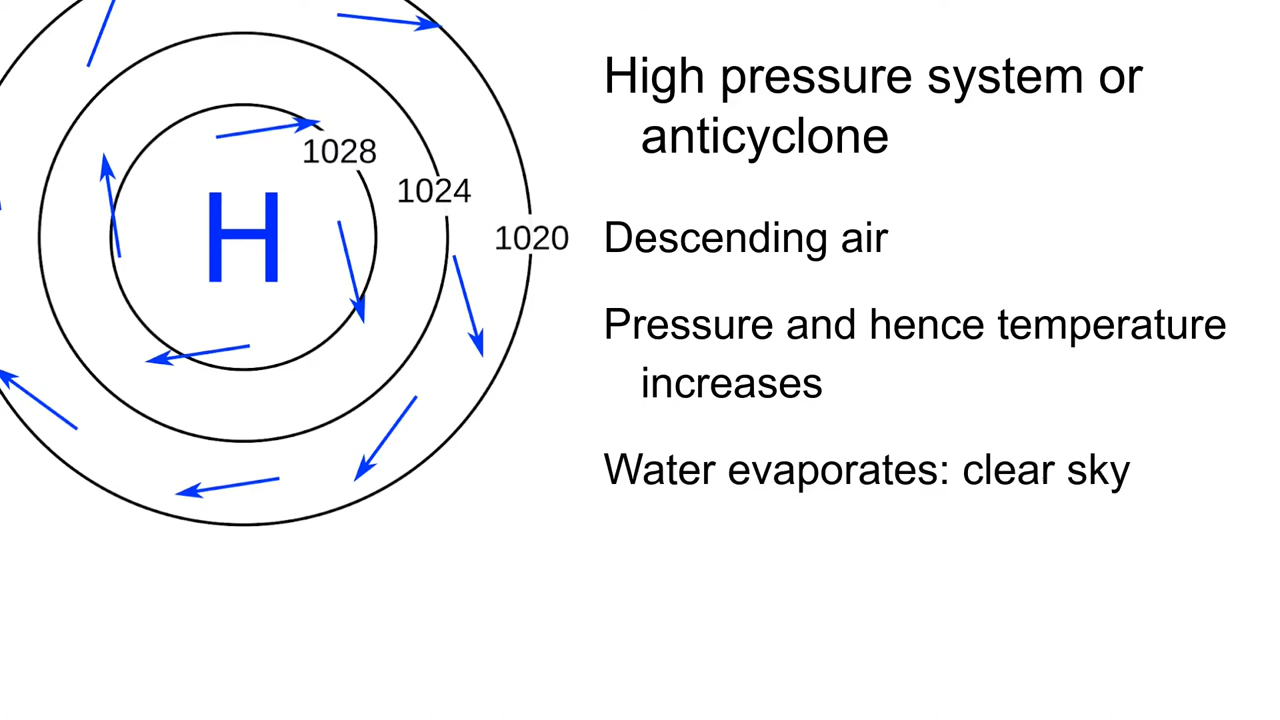 High pressure system or
anticyclone
1028
1024
H
1020
Descending air
Pressure and hence temperature
increases
Water evaporates: clear sky